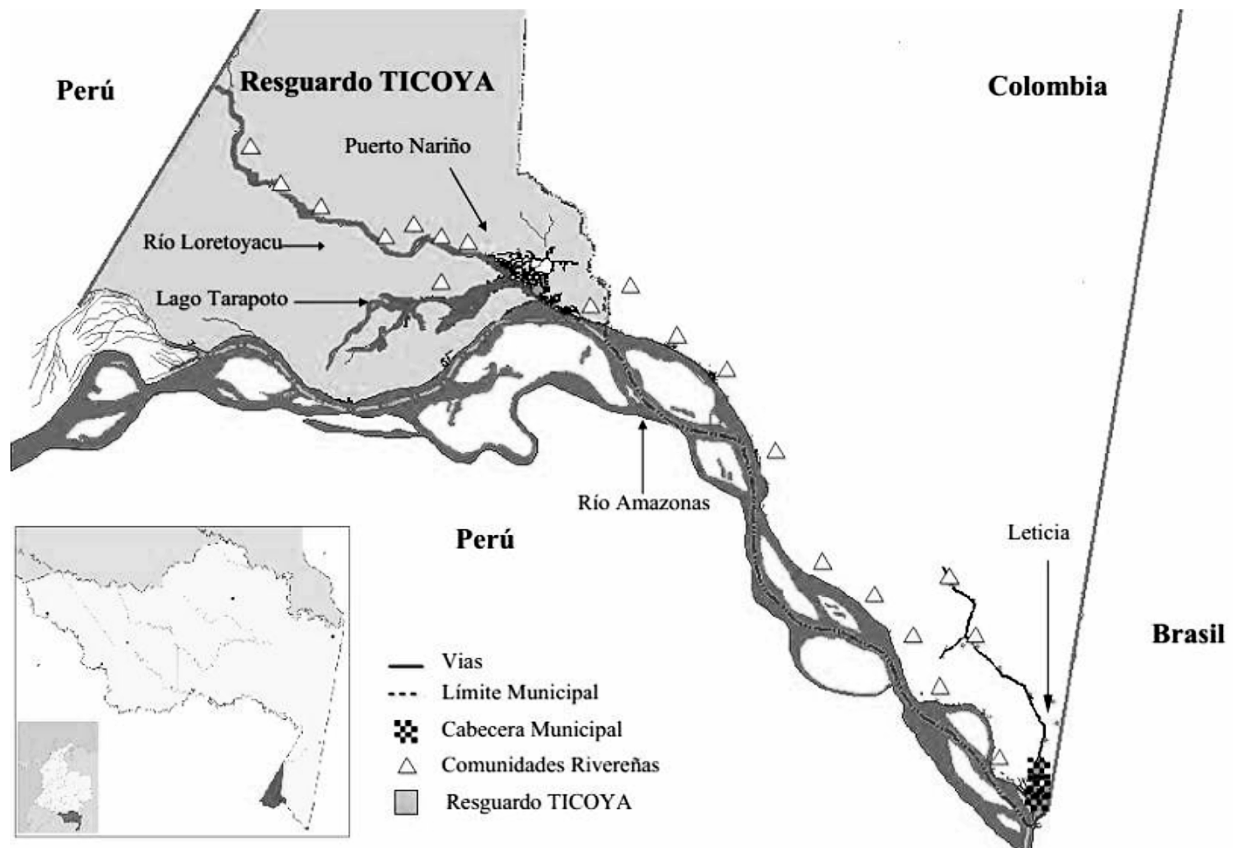 Perú
Resguardo TICOYA
Colombia
Puerto Nariño
Río Loretoyacu
Lago Tarapoto
Río Amazonas
Perú
Leticia
Brasil
Vias
Límite Municipal
Cabecera Municipal
Comunidades Rivereñas
Resguardo TICOYA